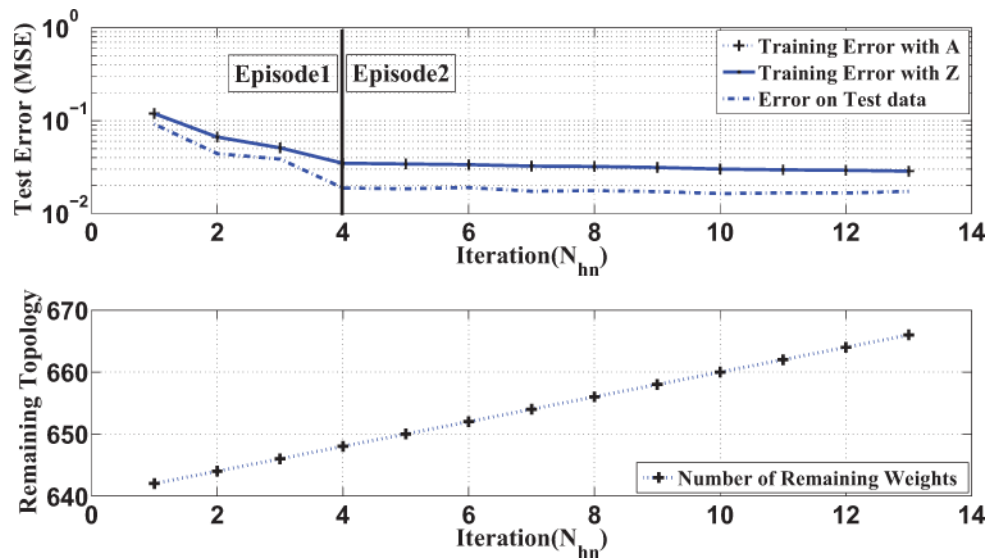 10^0
10^-1
10^-2
Test Error (MSE)
Episode1
Episode2
Training Error with A
Training Error with Z
Error on Test data
0 2 4 6 8 10 12 14
Iteration(N_hn)
670
660
650
640
Remaining Topology
Number of Remaining Weights
0 2 4 6 8 10 12 14
Iteration(N_hn)